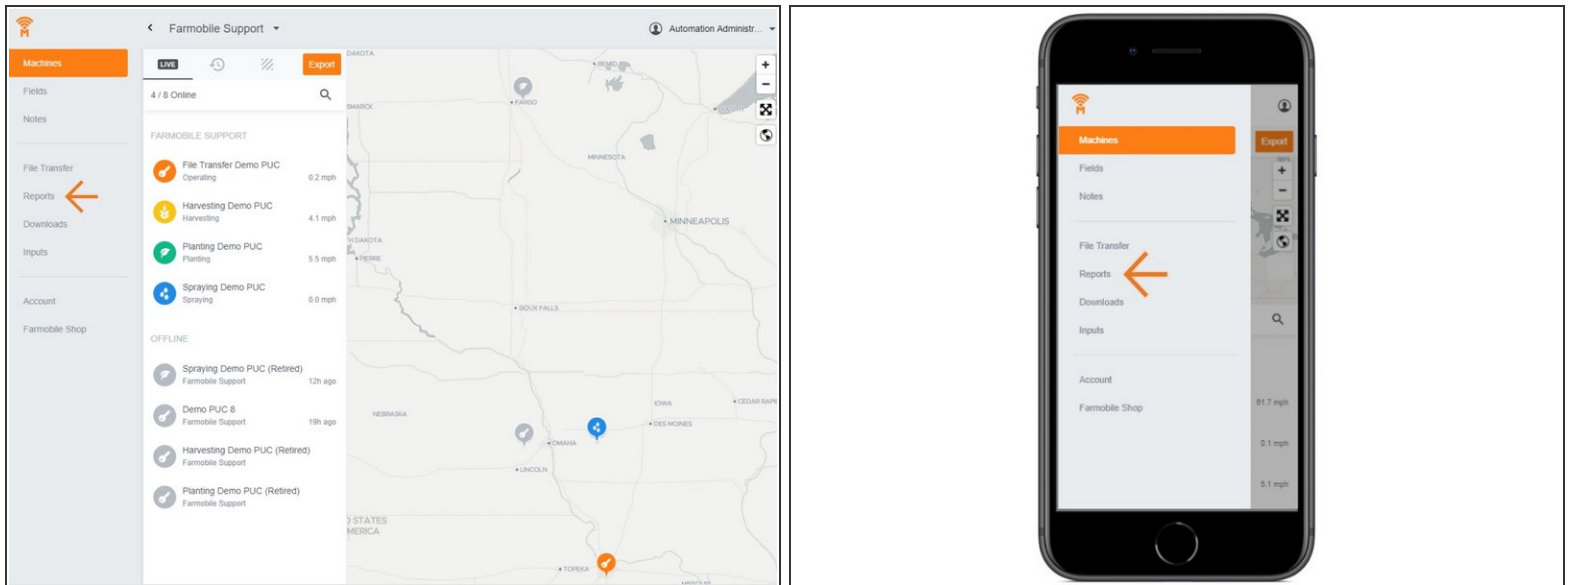 Farmobile Support
Automation Administr...
Machines
Fields
Notes
File Transfer
Reports
Downloads
Inputs
Account
Farmobile Shop
LIVE
Export
4 / 8 Online
FARMOBILE SUPPORT
File Transfer Demo PUC
Operating
0.2 mph
Harvesting Demo PUC
Harvesting
4.1 mph
Planting Demo PUC
Planting
5.5 mph
Spraying Demo PUC
Spraying
0.0 mph
OFFLINE
Spraying Demo PUC (Retired)
Farmobile Support
12h ago
Demo PUC 8
Farmobile Support
19h ago
Harvesting Demo PUC (Retired)
Farmobile Support
Planting Demo PUC (Retired)
Farmobile Support
DAKOTA
BEMIDJI
FARGO
SMARCK
MINNESOTA
MINNEAPOLIS
H DAKOTA
PIERRE
SIOUX FALLS
IOWA
CEDAR RAPI
NEBRASKA
DES MOINES
OMAHA
LINCOLN
D STATES
MERICA
TOPEKA
M
Machines
Export
Fields
Notes
File Transfer
Reports
Downloads
Inputs
Account
Farmobile Shop
81.7 mph
0.1 mph
5.1 mph